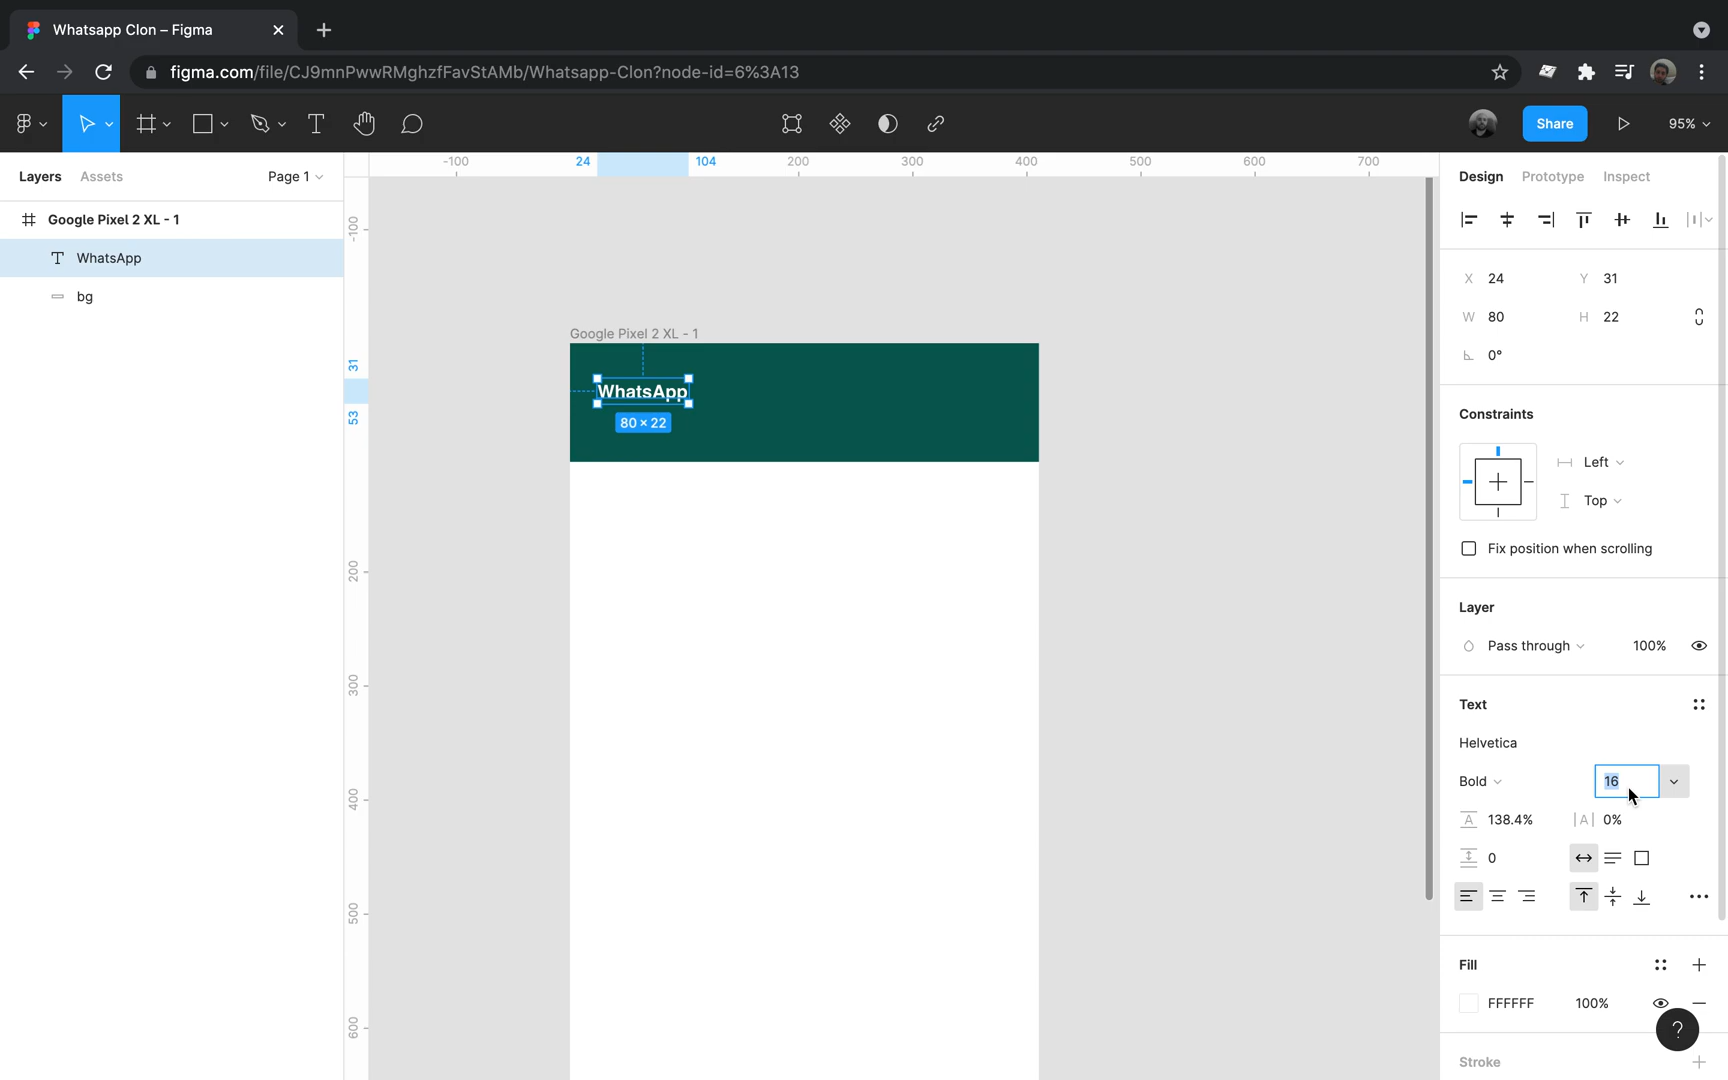 Whatsapp Clon – Figma
figma.com/file/CJ9mnPwwRMghzfFavStAMb/Whatsapp-Clon?node-id=6%3A13
Share
95%
Layers
Assets
Page 1
Google Pixel 2 XL - 1
WhatsApp
bg
-100
24
104
200
300
400
500
600
700
-100
31
53
200
300
400
500
600
Google Pixel 2 XL - 1
WhatsApp
80 × 22
Design
Prototype
Inspect
X 24
Y 31
W 80
H 22
0°
Constraints
Left
Top
Fix position when scrolling
Layer
Pass through
100%
Text
Helvetica
Bold
16
A 138.4%
|A| 0%
0
Fill
FFFFFF
100%
?
Stroke